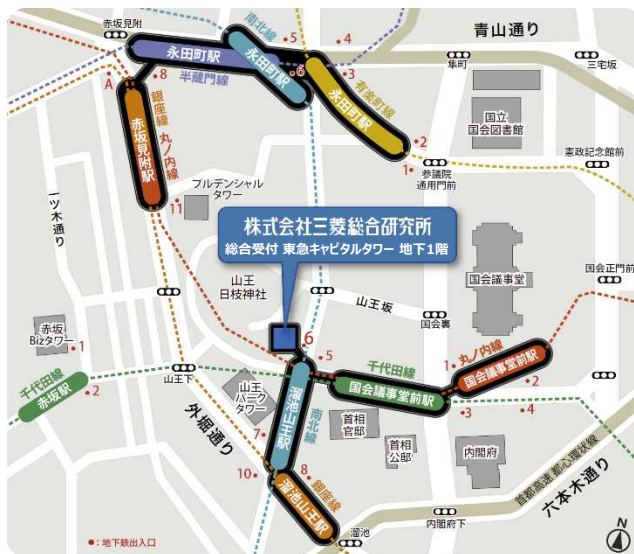 赤坂見附
南北線
5
4
青山通り
永田町駅
永田町駅
6
3
隼町
三宅坂
A
8
半蔵門線
有楽町線
永田町駅
国立
国会図書館
銀座線
丸ノ内線
赤坂見附駅
2
1
参議院
通用門前
憲政記念館前
一ツ木通り
プルデンシャル
タワー
11
株式会社三菱総合研究所
総合受付 東急キャピタルタワー 地下1階
国会議事堂
国会正門前
山王
日枝神社
山王坂
国会裏
赤坂
Bizタワー
1
6
5
千代田線
1
丸ノ内線
国会議事堂前駅
2
千代田線
赤坂駅
2
山王下
山王
パーク
タワー
溜池山王駅
南北線
国会議事堂前駅
3
4
外堀通り
7
首相
官邸
首相
公邸
内閣府
首都高速 都心環状線
六本木通り
10
8
銀座線
溜池山王駅
溜池
内閣府下
●：地下鉄出入口
N